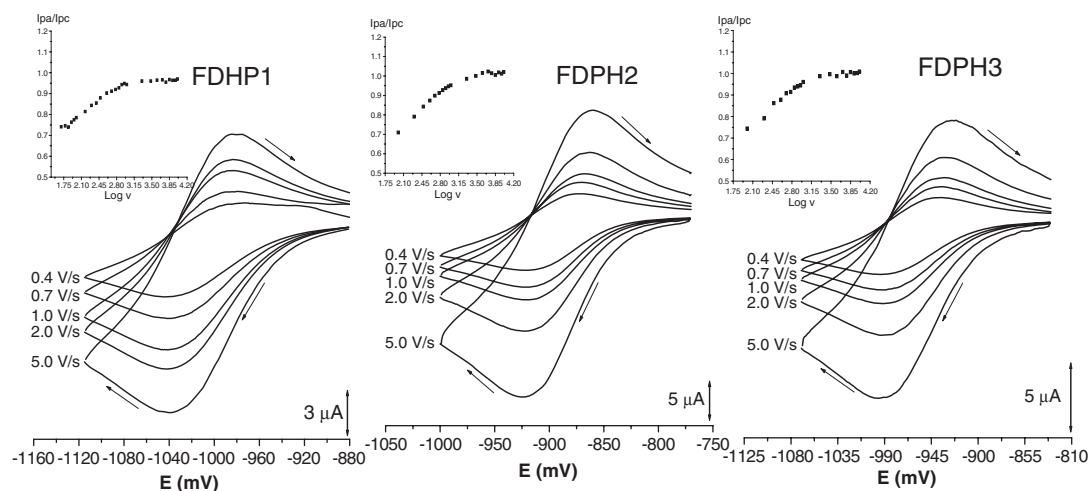 Ipa/Ipc
1.2
1.1
1.0
0.9
0.8
0.7
0.6
0.5
1.75 2.10 2.45 2.80 3.15 3.50 3.85 4.20
Log v
FDHP1
0.4 V/s
0.7 V/s
1.0 V/s
2.0 V/s
5.0 V/s
3 μA
-1160 -1120 -1080 -1040 -1000 -960 -920 -880
E (mV)
Ipa/Ipc
1.2
1.1
1.0
0.9
0.8
0.7
0.6
0.5
1.75 2.10 2.45 2.80 3.15 3.50 3.85 4.20
Log v
FDPH2
0.4 V/s
0.7 V/s
1.0 V/s
2.0 V/s
5.0 V/s
5 μA
-1050 -1000 -950 -900 -850 -800 -750
E (mV)
Ipa/Ipc
1.2
1.1
1.0
0.9
0.8
0.7
0.6
0.5
1.75 2.10 2.45 2.80 3.15 3.50 3.85 4.20
Log v
FDPH3
0.4 V/s
0.7 V/s
1.0 V/s
2.0 V/s
5.0 V/s
5 μA
-1125 -1080 -1035 -990 -945 -900 -855 -810
E (mV)